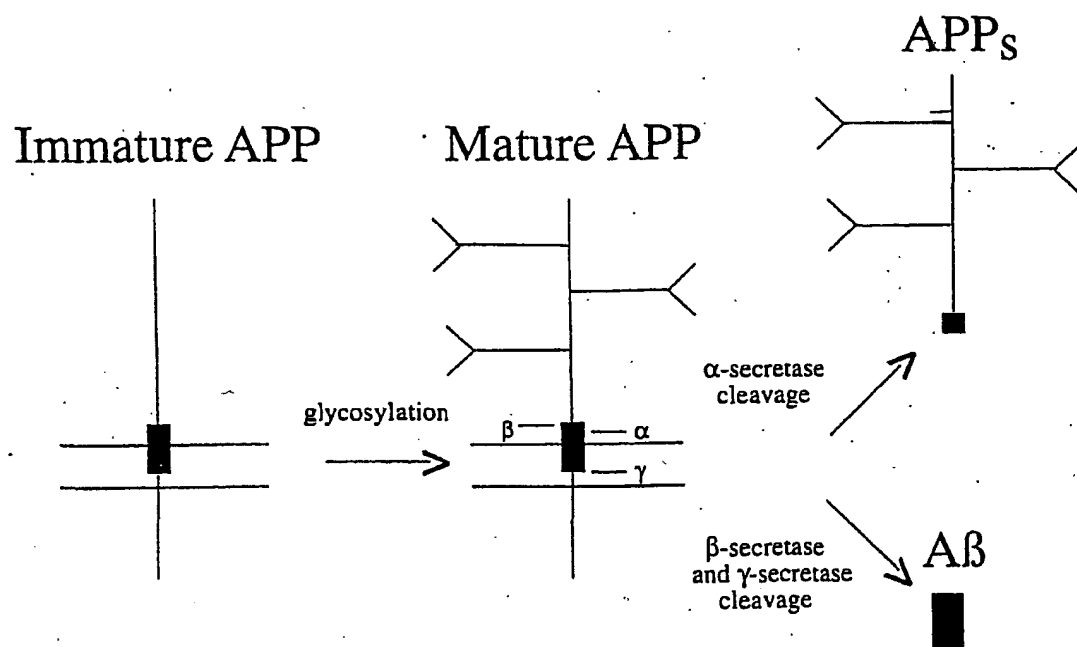 APPs
Immature APP
Mature APP
glycosylation
β
α
γ
α-secretase
cleavage
β-secretase
and γ-secretase
cleavage
Aß